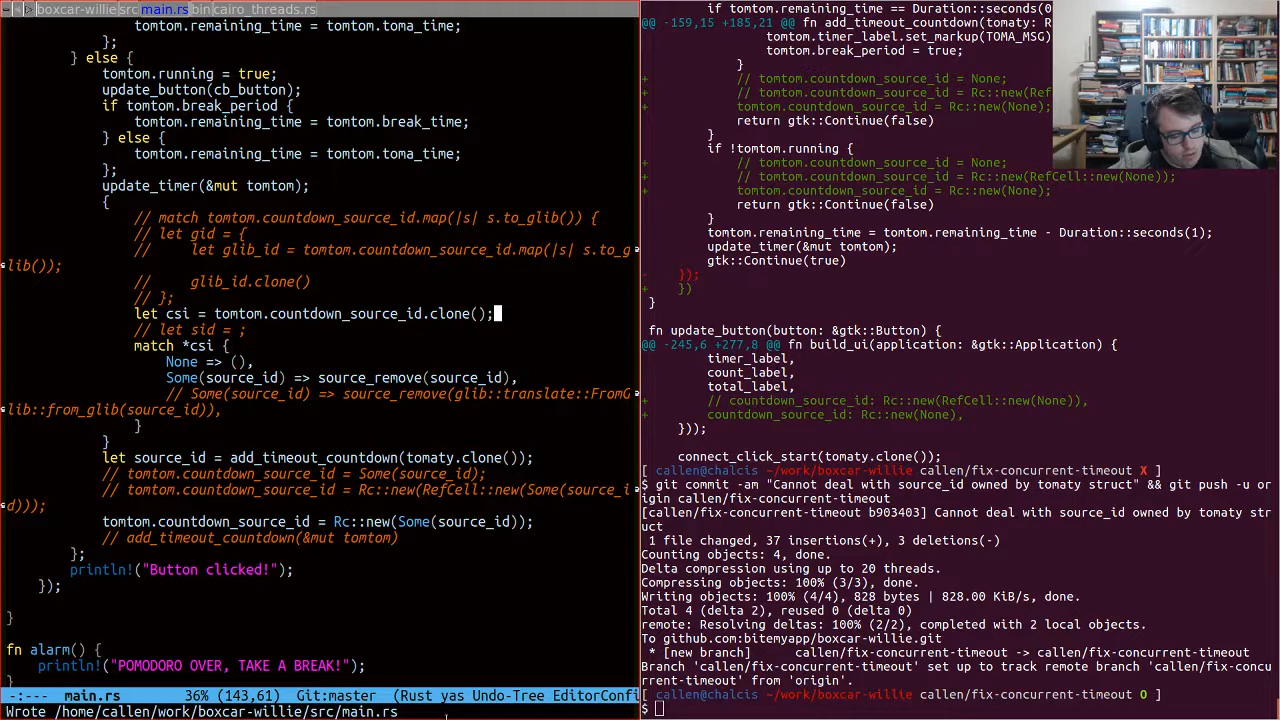 boxcar-willie src main.rs bin cairo_threads.rs
tomtom.remaining_time = tomtom.break_time;
};
} else {
tomtom.running = true;
update_button(cb_button);
if tomtom.break_period {
tomtom.remaining_time = tomtom.break_time;
} else {
tomtom.remaining_time = tomtom.toma_time;
};
update_timer(&mut tomtom);
{
// match tomtom.countdown_source_id.map(|s| s.to_glib()) {
// let gid = {
//     let glib_id = tomtom.countdown_source_id.map(|s| s.to_g
lib());
//     glib_id.clone()
// };
let csi = tomtom.countdown_source_id.clone();
// let sid = ;
match *csi {
None => (),
Some(source_id) => source_remove(source_id),
// Some(source_id) => source_remove(glib::translate::FromG
lib::from_glib(source_id)),
}
}
let source_id = add_timeout_countdown(tomaty.clone());
// tomtom.countdown_source_id = Some(source_id);
// tomtom.countdown_source_id = Rc::new(RefCell::new(Some(source_i
d)));
tomtom.countdown_source_id = Rc::new(Some(source_id));
// add_timeout_countdown(&mut tomtom)
};
println!("Button clicked!");
});
}
fn alarm() {
println!("POMODORO OVER, TAKE A BREAK!");
}
-:---  main.rs        36% (143,61)   Git:master  (Rust yas Undo-Tree EditorConfi
Wrote /home/callen/work/boxcar-willie/src/main.rs
if tomtom.remaining_time == Duration::seconds(0
@@ -159,15 +185,21 @@ fn add_timeout_countdown(tomaty: R
tomtom.timer_label.set_markup(TOMA_MSG)
tomtom.break_period = true;
}
+ // tomtom.countdown_source_id = None;
+ // tomtom.countdown_source_id = Rc::new(Ref
+ tomtom.countdown_source_id = Rc::new(None);
return gtk::Continue(false)
}
if !tomtom.running {
+ // tomtom.countdown_source_id = None;
+ // tomtom.countdown_source_id = Rc::new(RefCell::new(None));
+ tomtom.countdown_source_id = Rc::new(None);
return gtk::Continue(false)
}
tomtom.remaining_time = tomtom.remaining_time - Duration::seconds(1);
update_timer(&mut tomtom);
gtk::Continue(true)
- });
+ })
}
fn update_button(button: &gtk::Button) {
@@ -245,6 +277,8 @@ fn build_ui(application: &gtk::Application) {
timer_label,
count_label,
total_label,
+ // countdown_source_id: Rc::new(RefCell::new(None)),
+ countdown_source_id: Rc::new(None),
}));
connect_click_start(tomaty.clone());
[ callen@chalcis ~/work/boxcar-willie callen/fix-concurrent-timeout X ]
$ git commit -am "Cannot deal with source_id owned by tomaty struct" && git push -u or
igin callen/fix-concurrent-timeout
[callen/fix-concurrent-timeout b903403] Cannot deal with source_id owned by tomaty str
uct
1 file changed, 37 insertions(+), 3 deletions(-)
Counting objects: 4, done.
Delta compression using up to 20 threads.
Compressing objects: 100% (3/3), done.
Writing objects: 100% (4/4), 828 bytes | 828.00 KiB/s, done.
Total 4 (delta 2), reused 0 (delta 0)
remote: Resolving deltas: 100% (2/2), completed with 2 local objects.
To github.com:bitemyapp/boxcar-willie.git
* [new branch]      callen/fix-concurrent-timeout -> callen/fix-concurrent-timeout
Branch 'callen/fix-concurrent-timeout' set up to track remote branch 'callen/fix-concu
rrent-timeout' from 'origin'.
[ callen@chalcis ~/work/boxcar-willie callen/fix-concurrent-timeout O ]
$